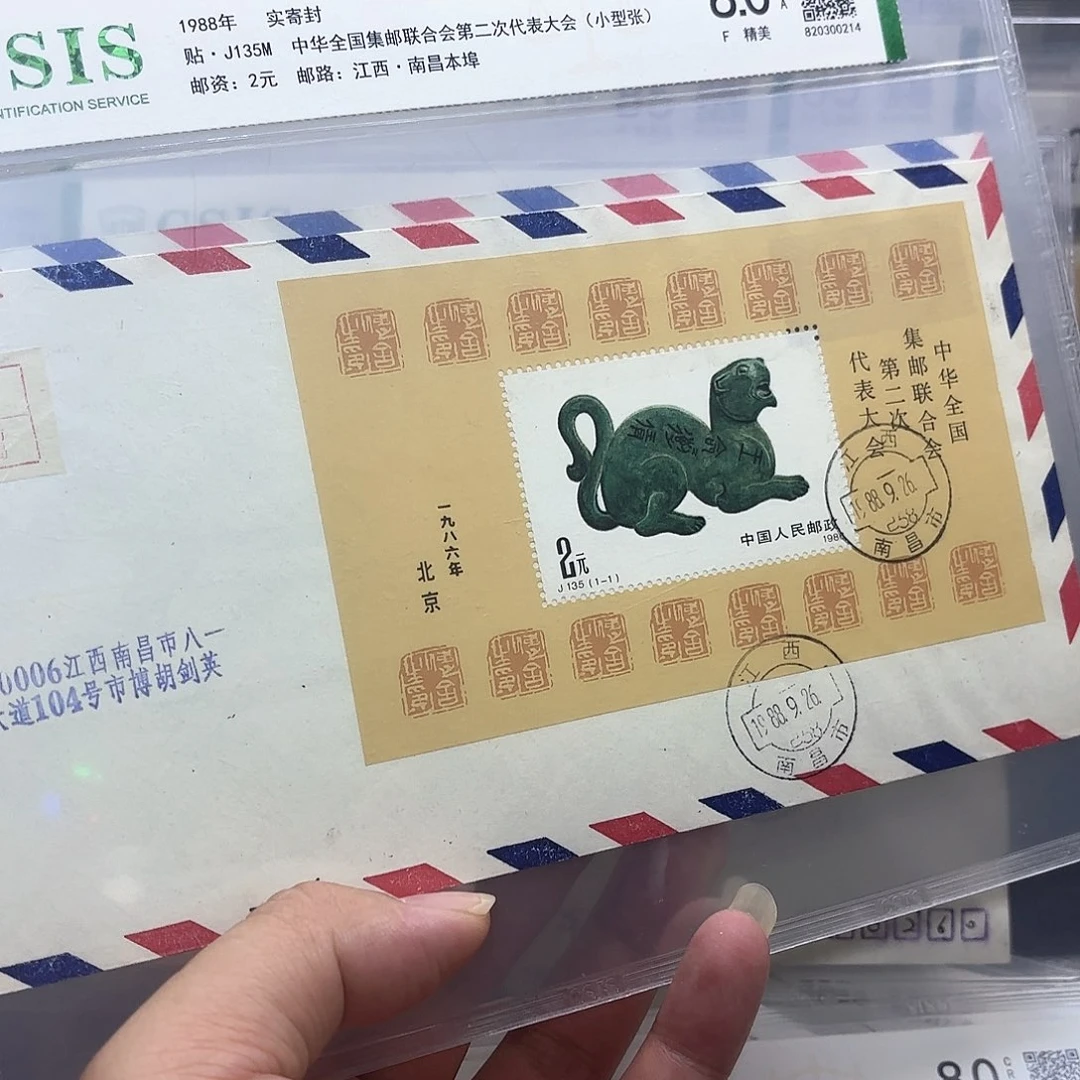 SIS
NTIFICATION SERVICE
1988年 实寄封
贴·J135M 中华全国集邮联合会第二次代表大会（小型张）
邮资：2元 邮路：江西·南昌本埠
F 精美
820300214
中华全国
集邮联合会
第二次
代表大会
一九八六年
北京
2元
J 135 (1-1)
中国人民邮政
江西
1988.9.26.
南昌市
江西
1988.9.26.
南昌市
0006江西南昌市八一
大道104号市博胡剑英
8.0